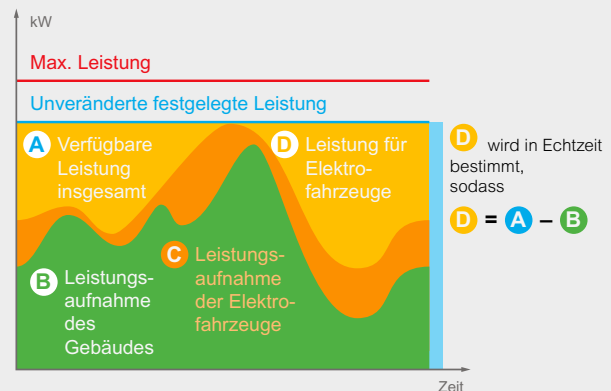 kW
Max. Leistung
Unveränderte festgelegte Leistung
A Verfügbare
Leistung
insgesamt
D Leistung für
Elektro-
fahrzeuge
D wird in Echtzeit
bestimmt,
sodass
D = A – B
B Leistungs-
aufnahme
des
Gebäudes
C Leistungs-
aufnahme
der Elektro-
fahrzeuge
Zeit